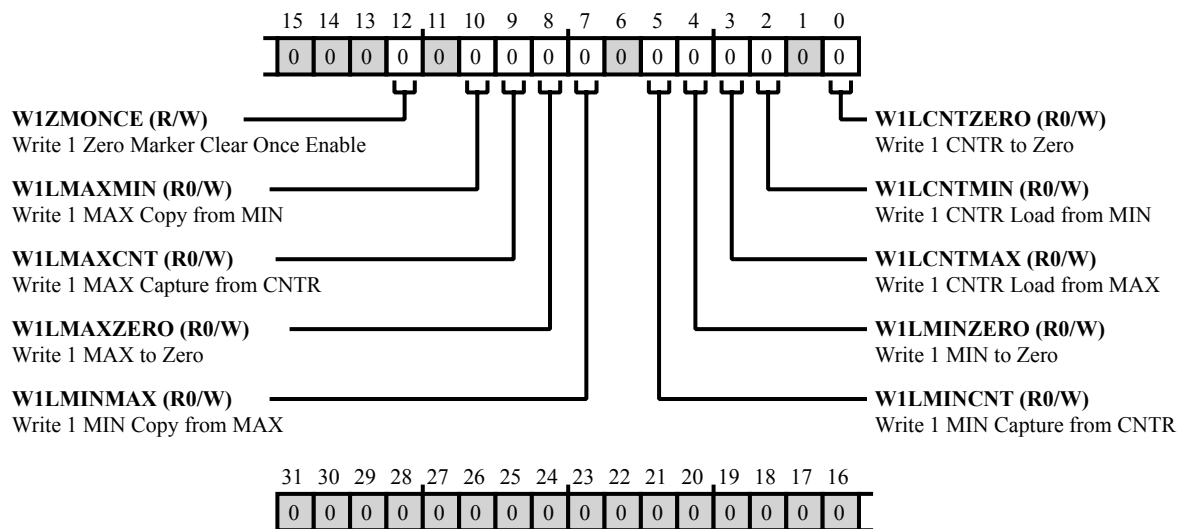 15 14 13 12 11 10 9 8 7 6 5 4 3 2 1 0
0 0 0 0 0 0 0 0 0 0 0 0 0 0 0 0
W1ZMONCE (R/W)
Write 1 Zero Marker Clear Once Enable
W1LMAXMIN (R0/W)
Write 1 MAX Copy from MIN
W1LMAXCNT (R0/W)
Write 1 MAX Capture from CNTR
W1LMAXZERO (R0/W)
Write 1 MAX to Zero
W1LMINMAX (R0/W)
Write 1 MIN Copy from MAX
W1LCNTZERO (R0/W)
Write 1 CNTR to Zero
W1LCNTMIN (R0/W)
Write 1 CNTR Load from MIN
W1LCNTMAX (R0/W)
Write 1 CNTR Load from MAX
W1LMINZERO (R0/W)
Write 1 MIN to Zero
W1LMINCNT (R0/W)
Write 1 MIN Capture from CNTR
31 30 29 28 27 26 25 24 23 22 21 20 19 18 17 16
0 0 0 0 0 0 0 0 0 0 0 0 0 0 0 0